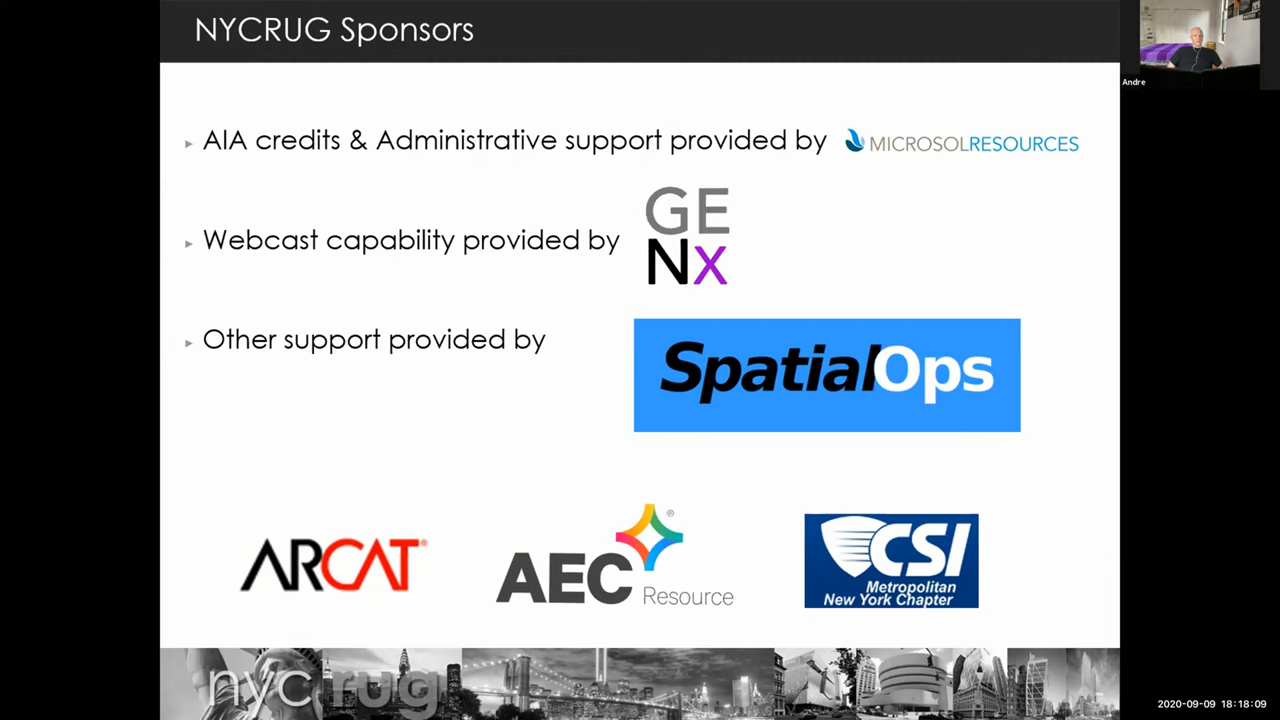 NYCRUG Sponsors
Andre
AIA credits & Administrative support provided by MICROSOLRESOURCES
Webcast capability provided by
GE
Nx
Other support provided by
SpatialOps
ARCAT®
AEC Resource ®
CSI
Metropolitan
New York Chapter
nycrug
2020-09-09 18:18:09